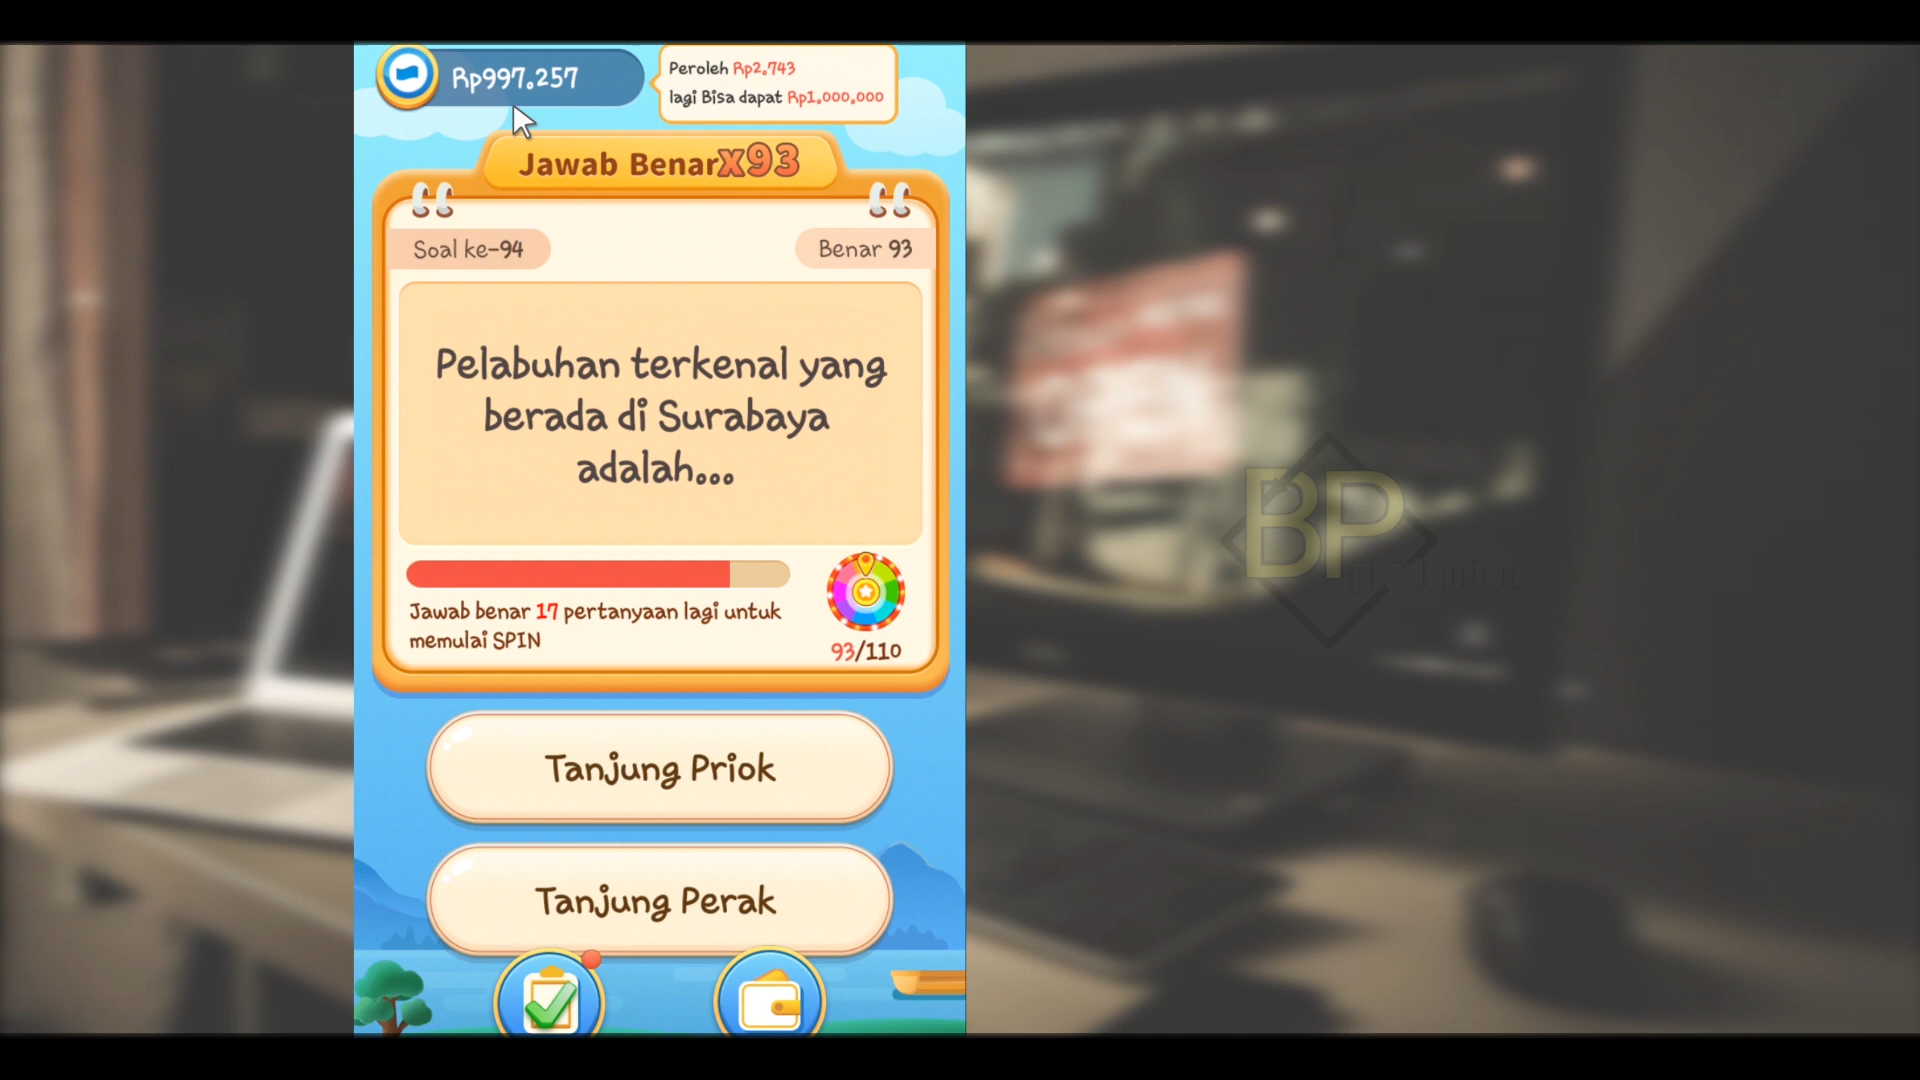 Rp997.257
Peroleh Rp2.743
lagi Bisa dapat Rp1.000.000
Jawab BenarX93
Soal ke-94
Benar 93
Pelabuhan terkenal yang
berada di Surabaya
adalah...
Jawab benar 17 pertanyaan lagi untuk
memulai SPIN
93/110
Tanjung Priok
Tanjung Perak
BP
production